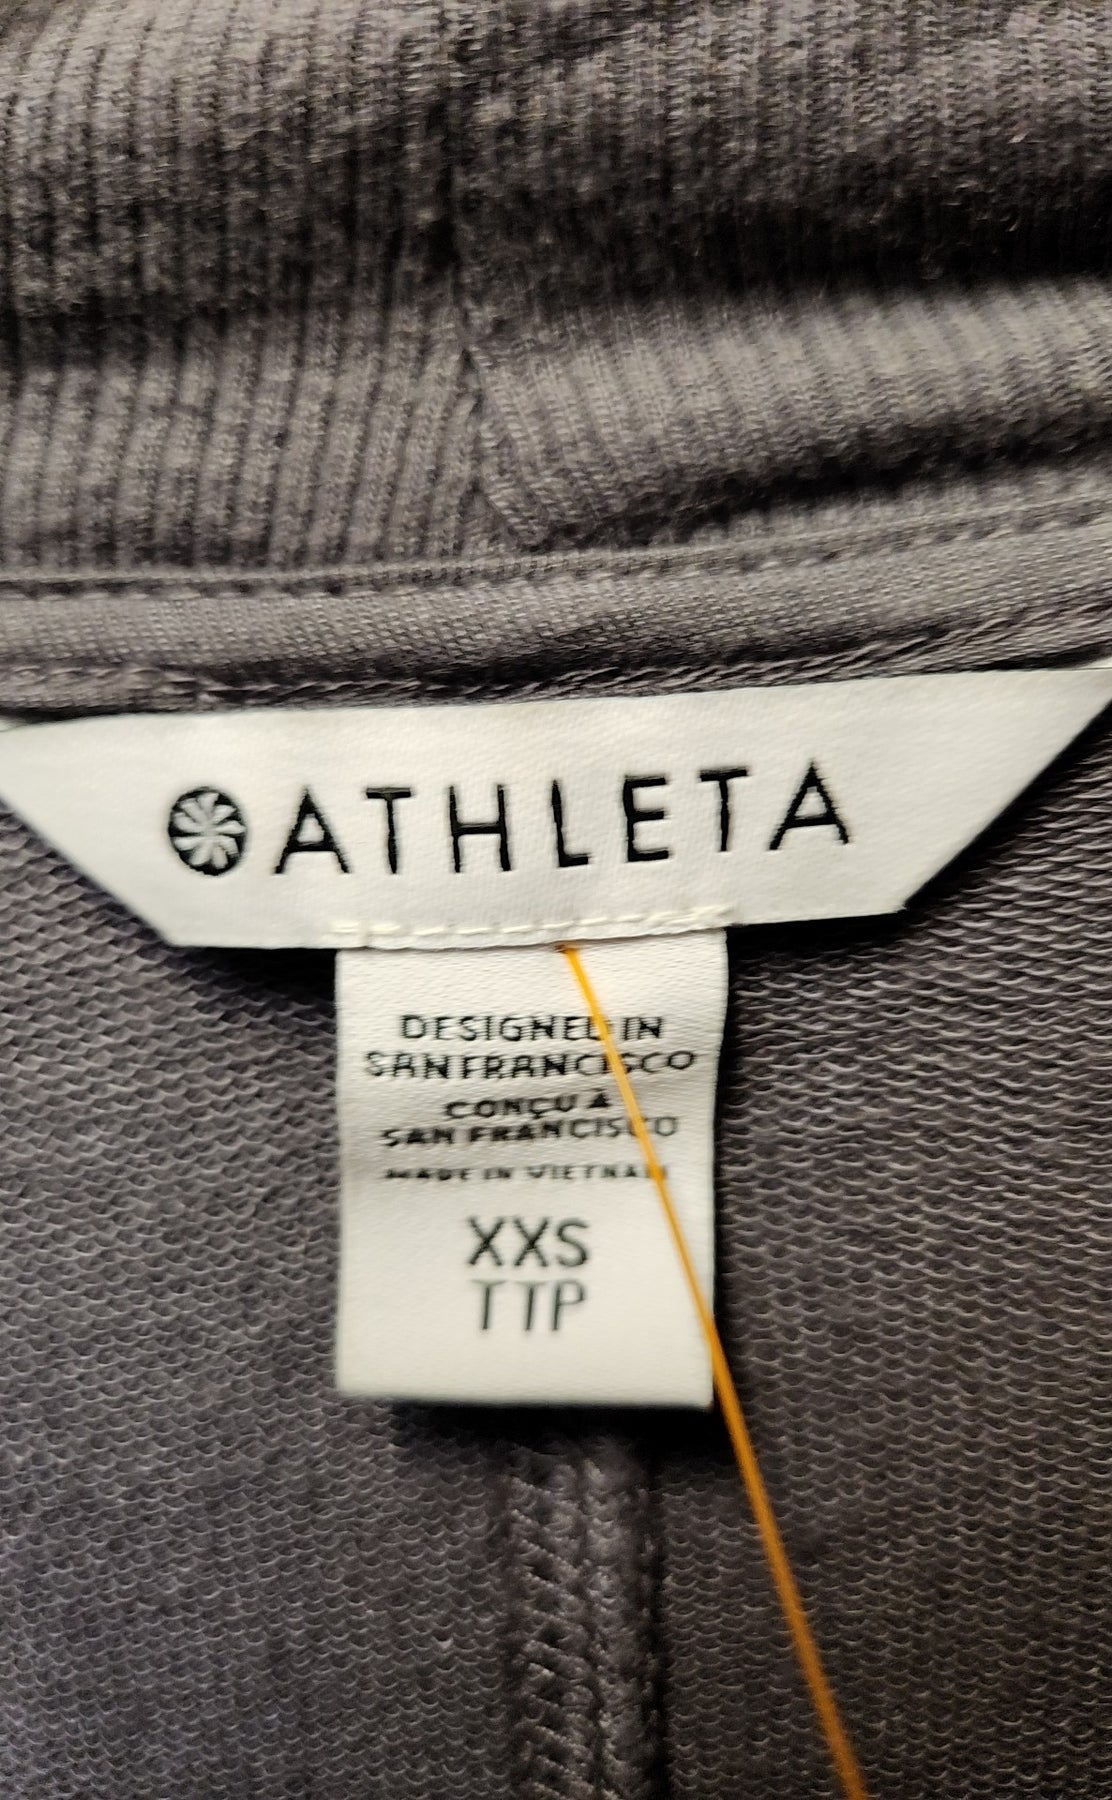 ATHLETA
DESIGNED IN
SAN FRANCISCO
CONÇU À
SAN FRANCISCO
MADE IN VIETNAM
XXS
TTP